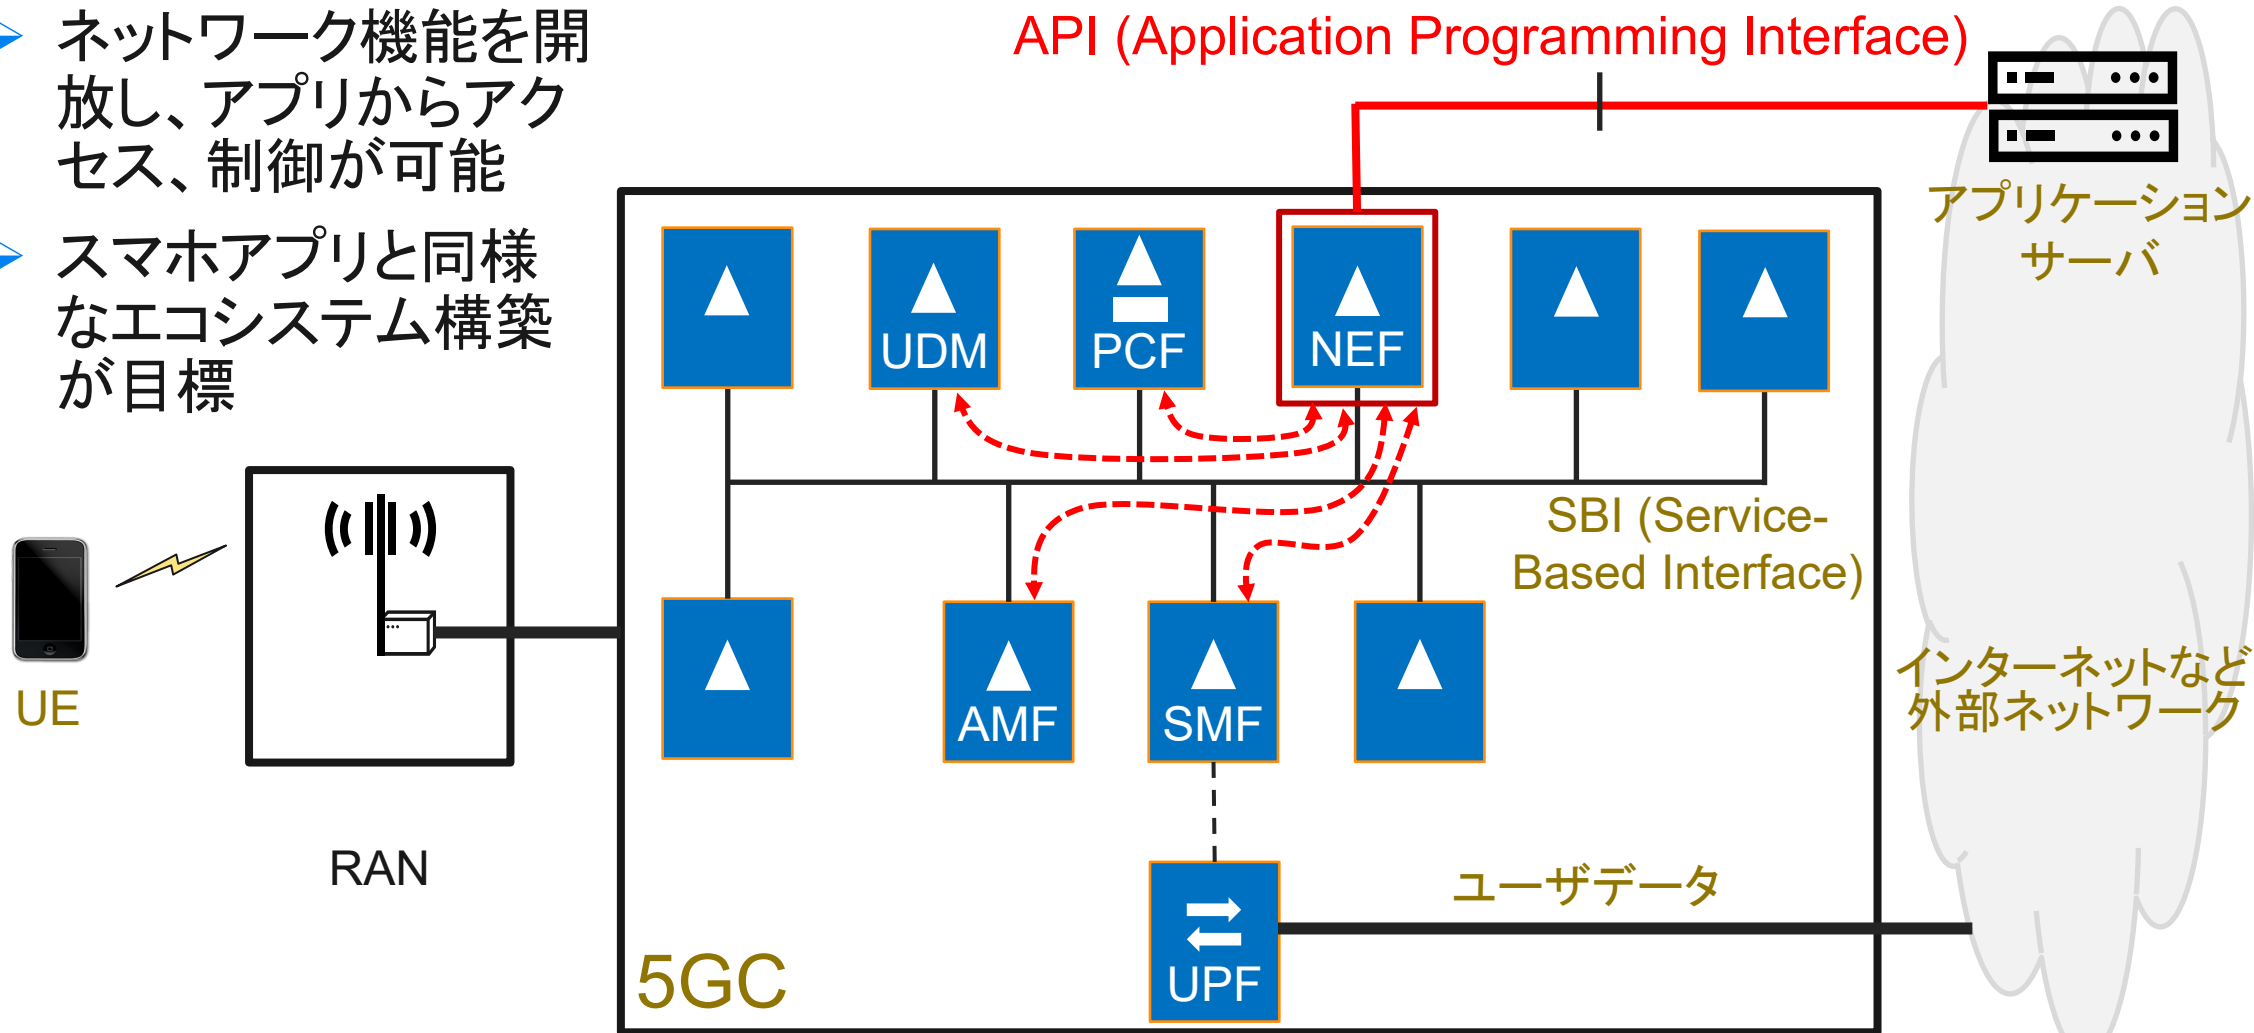 ネットワーク機能を開
放し、アプリからアク
セス、制御が可能
スマホアプリと同様
なエコシステム構築
が目標
API (Application Programming Interface)
アプリケーション
サーバ
UDM
PCF
NEF
SBI (Service-
Based Interface)
UE
RAN
AMF
SMF
インターネットなど
外部ネットワーク
ユーザデータ
UPF
5GC